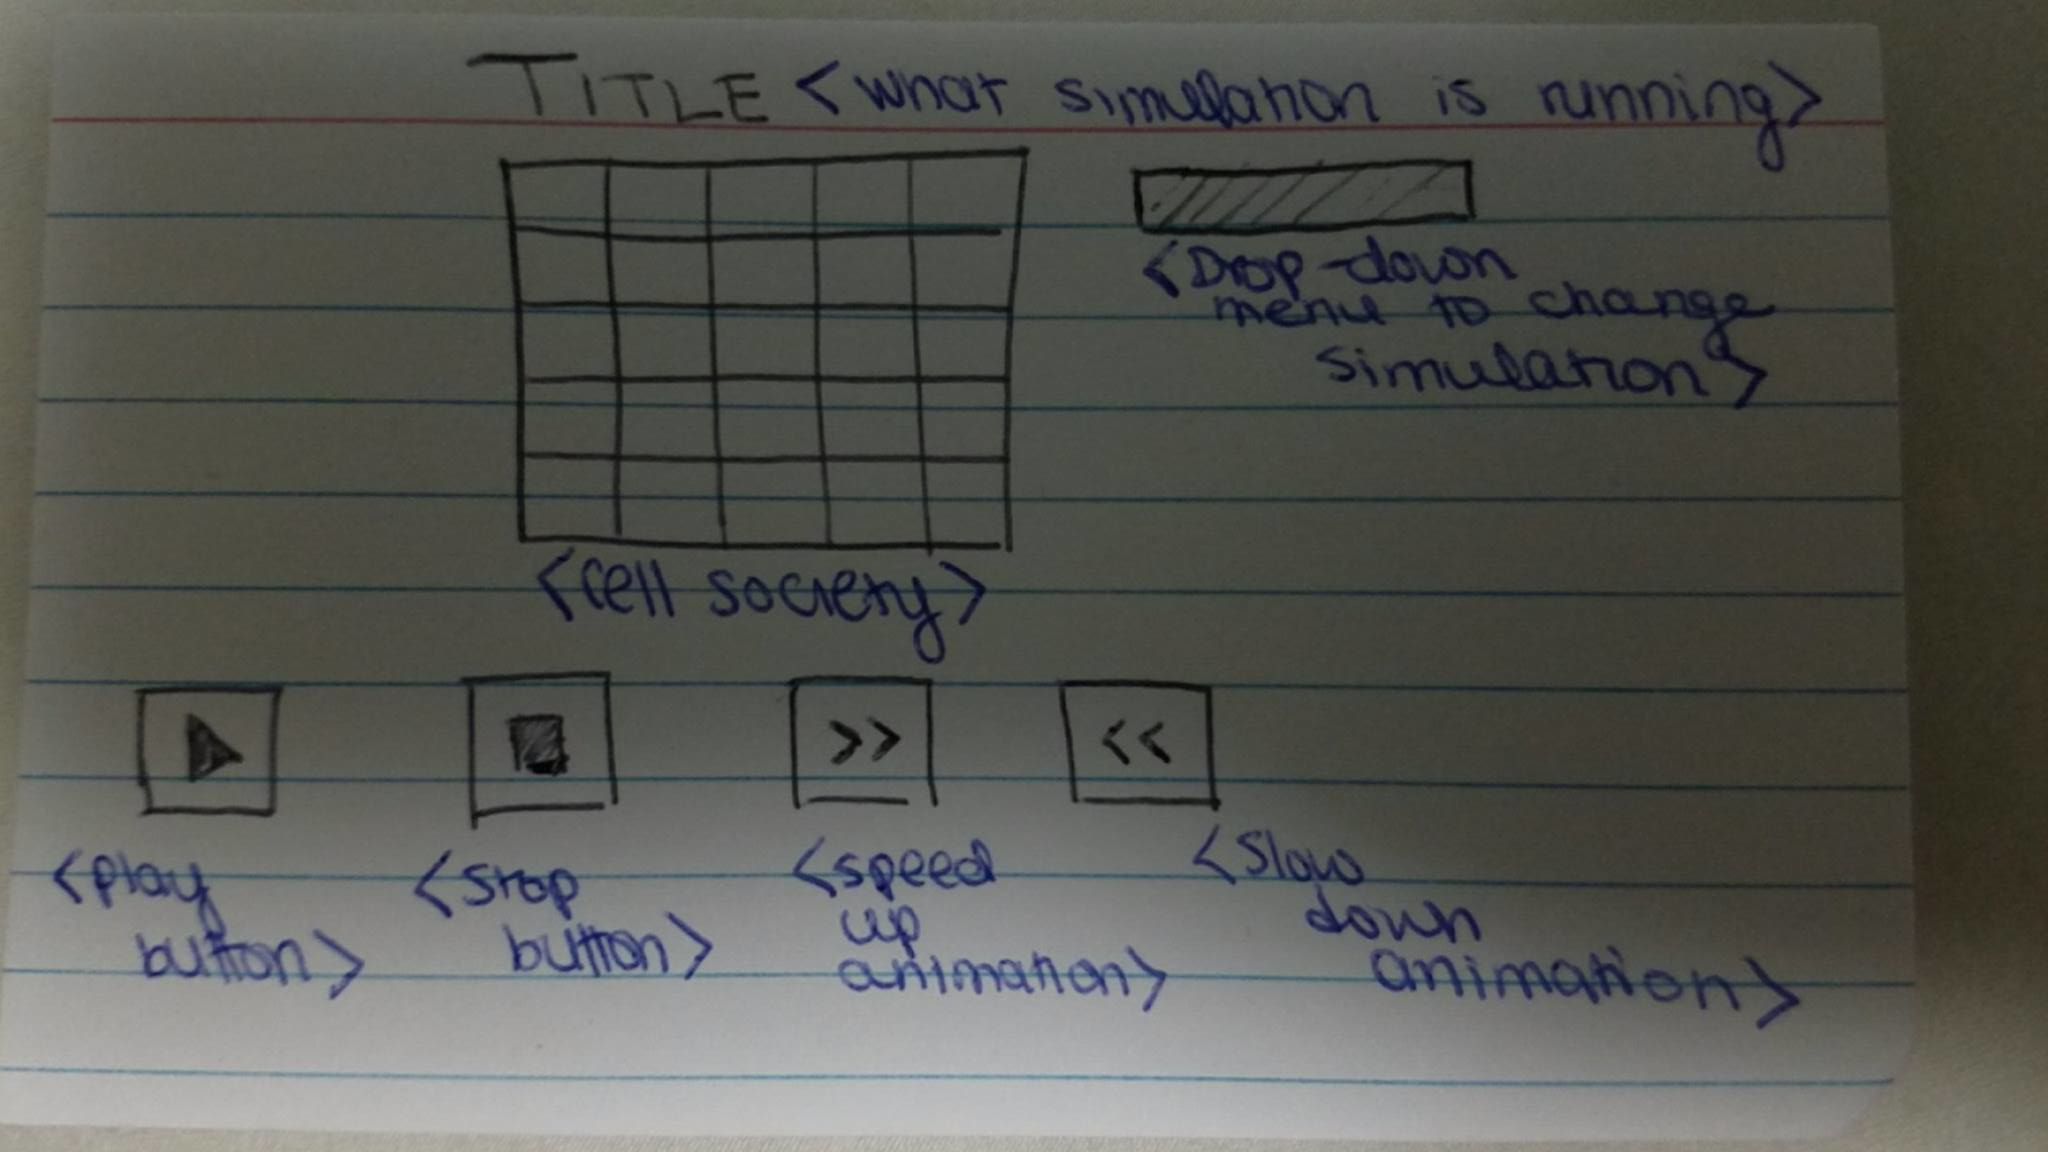 TITLE <what simulation is running>
<Drop-down
menu to change
simulation>
<cell society>
>>
<<
<play
button>
<stop
button>
<speed
up
animation>
<slow
down
animation>